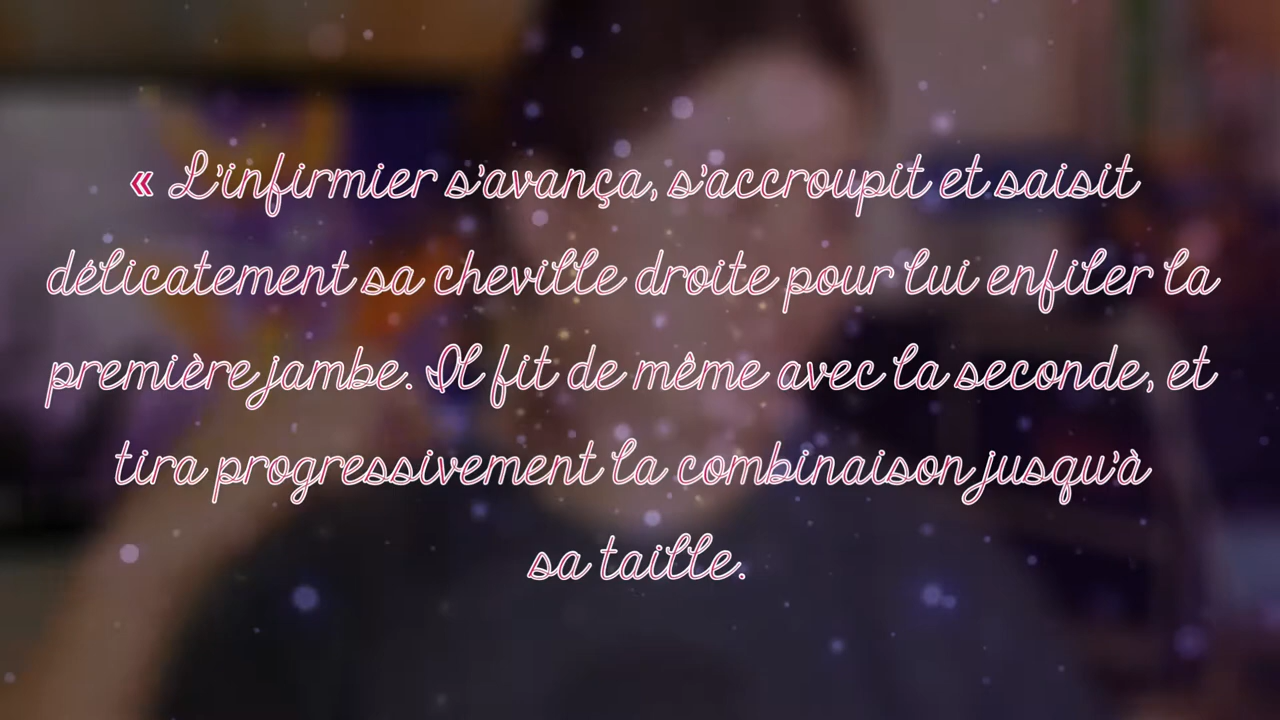 « L'infirmier s'avança, s'accroupit et saisit
délicatement sa cheville droite pour lui enfiler la
première jambe. Il fit de même avec la seconde, et
tira progressivement la combinaison jusqu'à
sa taille.